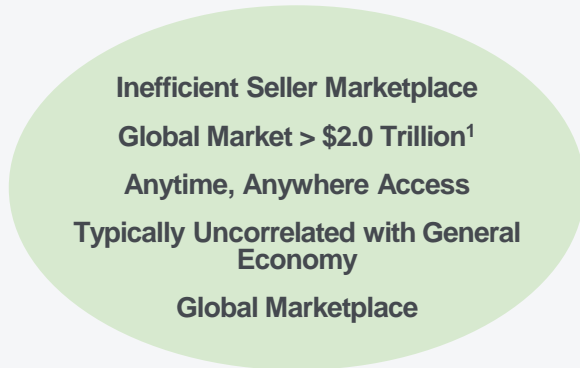 Inefficient Seller Marketplace
Global Market > $2.0 Trillion¹
Anytime, Anywhere Access
Typically Uncorrelated with General
Economy
Global Marketplace